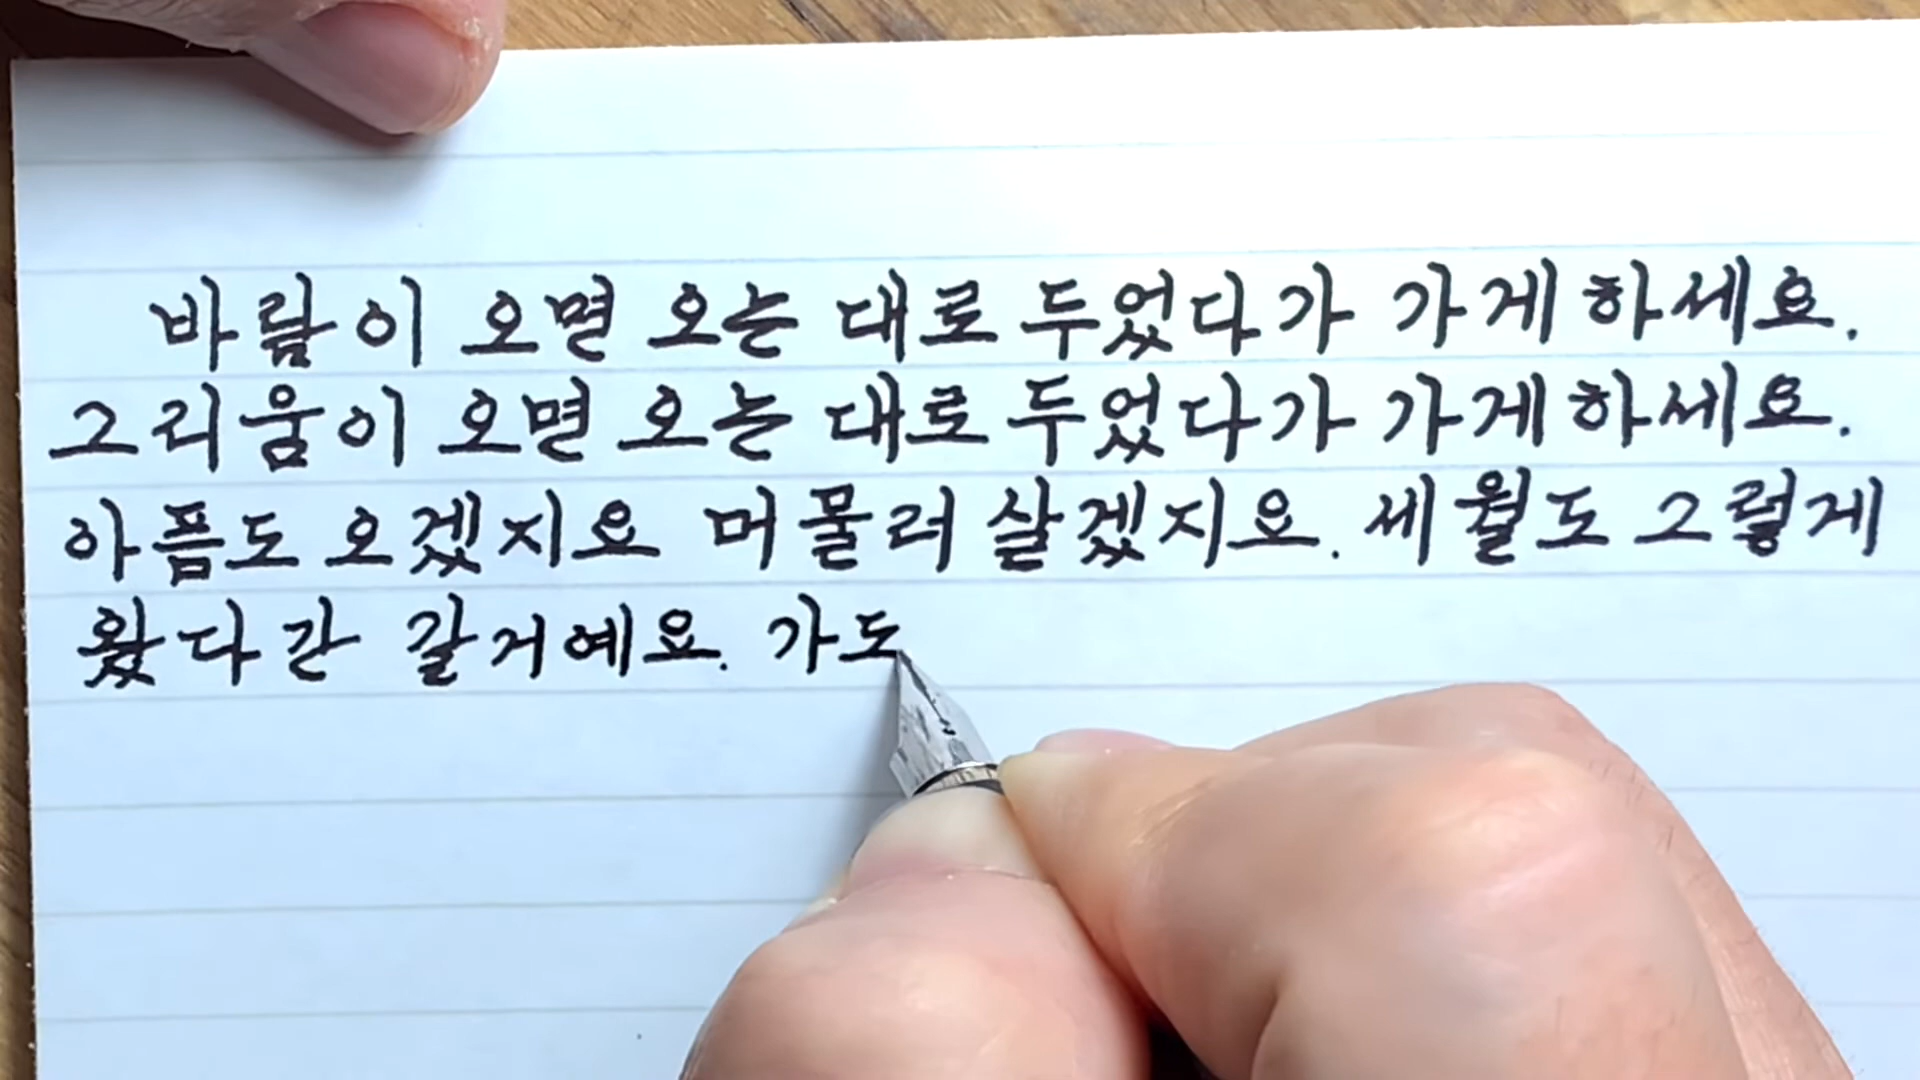 바람이 오면 오는 대로 두었다가 가게 하세요.
그리움이 오면 오는 대로 두었다가 가게 하세요.
아픔도 오겠지요 머물러 살겠지요. 세월도 그렇게
왔다간 갈거예요. 가도